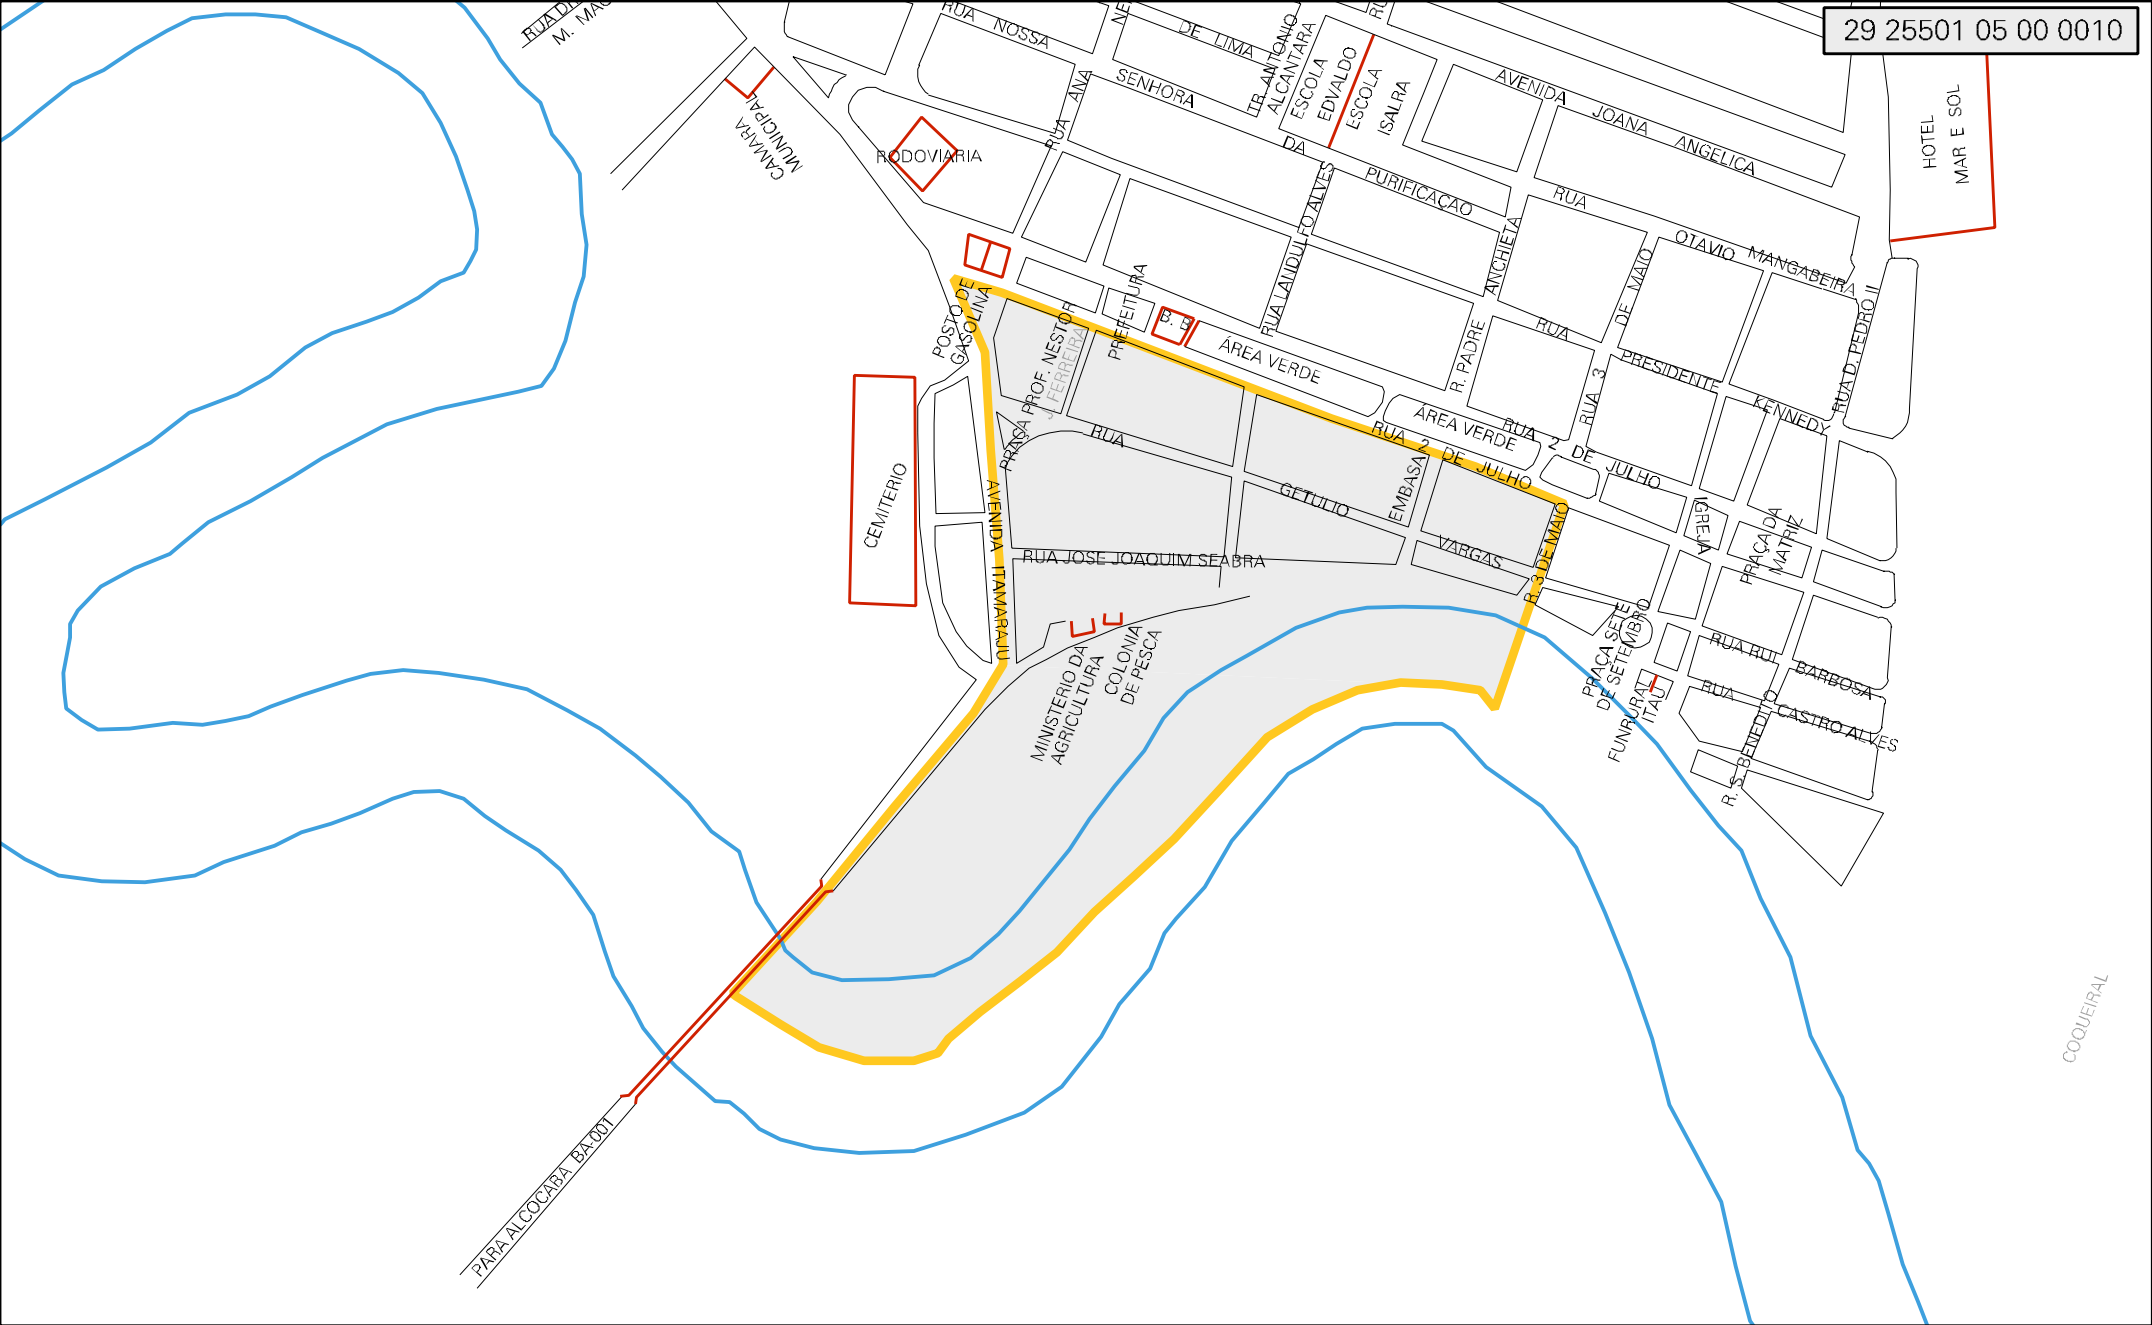 29 25501 05 00 0010
M. MAC
RUA NOSSA
SENHORA
DA
PURIFICAÇAO
DE LIMA
TR. ANTONIO
ALCANTARA
ESCOLA
EDVALDO
ESCOLA
ISALRA
AVENIDA JOANA ANGELICA
HOTEL
MAR E SOL
CAMARA
MUNICIPAL
RODOVIARIA
RUA ANA
RUA LANDULFO ALVES
RUA OTAVIO MANGABEIRA
R. PADRE ANCHIETA
RUA 3 DE MAIO
RUA PRESIDENTE KENNEDY
RUA D. PEDRO II
POSTO DE
GASOLINA
PRAÇA PROF. NESTOR
J. FERREIRA
PREFEITURA
B. B
ÁREA VERDE
ÁREA VERDE
RUA 2 DE JULHO
RUA 2 DE JULHO
CEMITERIO
AVENIDA ITAMARAJU
RUA GETULIO VARGAS
EMBASA
R. 3 DE MAIO
IGREJA
PRAÇA DA
MATRIZ
RUA JOSE JOAQUIM SEABRA
MINISTERIO DA
AGRICULTURA
COLONIA
DE PESCA
PRAÇA SETE
DE SETEMBRO
FUNRURAL
ITAU
RUA RUI BARBOSA
RUA CASTRO ALVES
R. S. BENEDITO
COQUEIRAL
PARA ALCOCABA BA-001